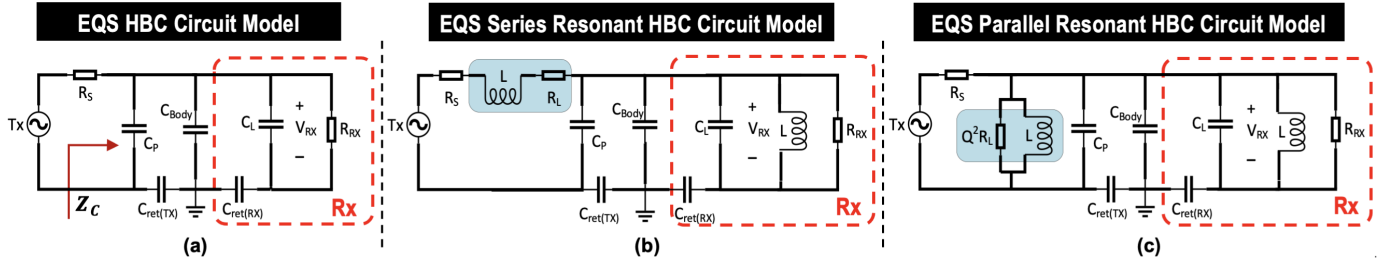 EQS HBC Circuit Model
R_S
Tx
C_P
C_Body
C_L
+
V_RX
−
R_RX
Z_C
C_ret(TX)
C_ret(RX)
Rx
(a)
EQS Series Resonant HBC Circuit Model
R_S
L
R_L
Tx
C_P
C_Body
C_L
+
V_RX
−
L
R_RX
C_ret(TX)
C_ret(RX)
Rx
(b)
EQS Parallel Resonant HBC Circuit Model
R_S
Tx
Q²R_L
L
C_P
C_Body
C_L
+
V_RX
−
L
R_RX
C_ret(TX)
C_ret(RX)
Rx
(c)